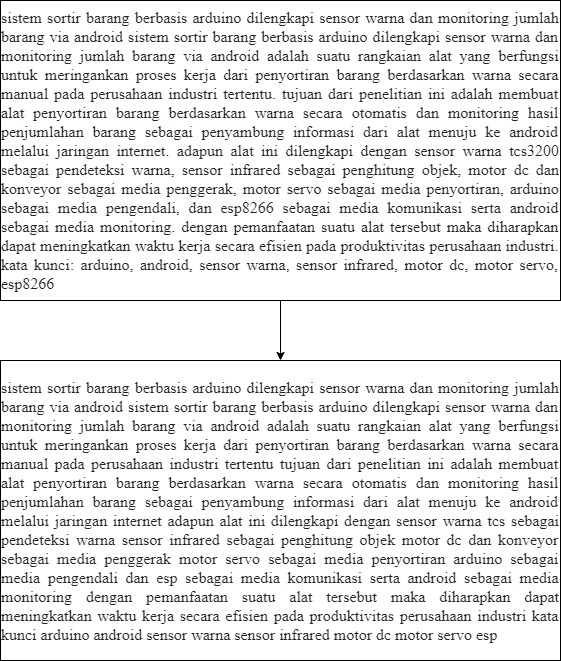 sistem sortir barang berbasis arduino dilengkapi sensor warna dan monitoring jumlah
barang via android sistem sortir barang berbasis arduino dilengkapi sensor warna dan
monitoring jumlah barang via android adalah suatu rangkaian alat yang berfungsi
untuk meringankan proses kerja dari penyortiran barang berdasarkan warna secara
manual pada perusahaan industri tertentu. tujuan dari penelitian ini adalah membuat
alat penyortiran barang berdasarkan warna secara otomatis dan monitoring hasil
penjumlahan barang sebagai penyambung informasi dari alat menuju ke android
melalui jaringan internet. adapun alat ini dilengkapi dengan sensor warna tcs3200
sebagai pendeteksi warna, sensor infrared sebagai penghitung objek, motor dc dan
konveyor sebagai media penggerak, motor servo sebagai media penyortiran, arduino
sebagai media pengendali, dan esp8266 sebagai media komunikasi serta android
sebagai media monitoring. dengan pemanfaatan suatu alat tersebut maka diharapkan
dapat meningkatkan waktu kerja secara efisien pada produktivitas perusahaan industri.
kata kunci: arduino, android, sensor warna, sensor infrared, motor dc, motor servo,
esp8266
sistem sortir barang berbasis arduino dilengkapi sensor warna dan monitoring jumlah
barang via android sistem sortir barang berbasis arduino dilengkapi sensor warna dan
monitoring jumlah barang via android adalah suatu rangkaian alat yang berfungsi
untuk meringankan proses kerja dari penyortiran barang berdasarkan warna secara
manual pada perusahaan industri tertentu tujuan dari penelitian ini adalah membuat
alat penyortiran barang berdasarkan warna secara otomatis dan monitoring hasil
penjumlahan barang sebagai penyambung informasi dari alat menuju ke android
melalui jaringan internet adapun alat ini dilengkapi dengan sensor warna tcs sebagai
pendeteksi warna sensor infrared sebagai penghitung objek motor dc dan konveyor
sebagai media penggerak motor servo sebagai media penyortiran arduino sebagai
media pengendali dan esp sebagai media komunikasi serta android sebagai media
monitoring dengan pemanfaatan suatu alat tersebut maka diharapkan dapat
meningkatkan waktu kerja secara efisien pada produktivitas perusahaan industri kata
kunci arduino android sensor warna sensor infrared motor dc motor servo esp